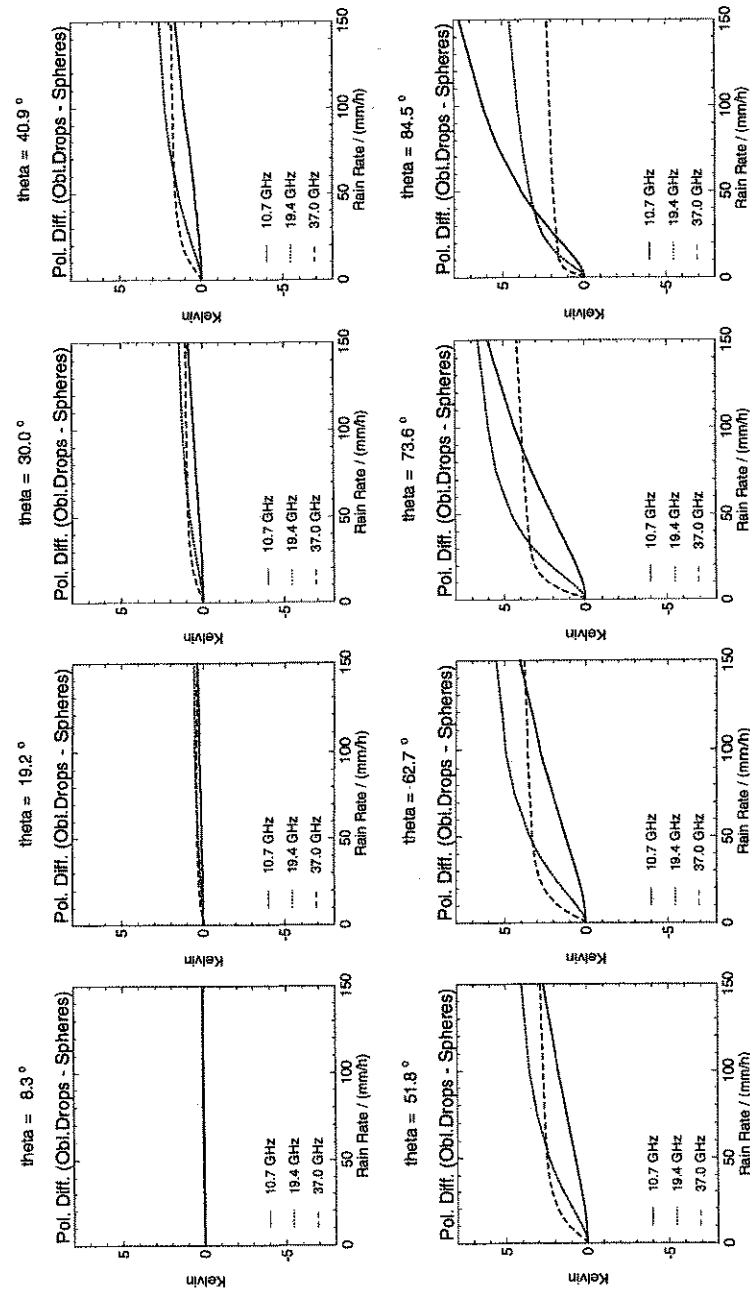 theta = 8.3 °
Pol. Diff. (Obl.Drops - Spheres)
5
0
-5
Kelvin
10.7 GHz
19.4 GHz
37.0 GHz
0
50
100
150
Rain Rate / (mm/h)
theta = 19.2 °
Pol. Diff. (Obl.Drops - Spheres)
5
0
-5
Kelvin
10.7 GHz
19.4 GHz
37.0 GHz
0
50
100
150
Rain Rate / (mm/h)
theta = 30.0 °
Pol. Diff. (Obl.Drops - Spheres)
5
0
-5
Kelvin
10.7 GHz
19.4 GHz
37.0 GHz
0
50
100
150
Rain Rate / (mm/h)
theta = 40.9 °
Pol. Diff. (Obl.Drops - Spheres)
5
0
-5
Kelvin
10.7 GHz
19.4 GHz
37.0 GHz
0
50
100
150
Rain Rate / (mm/h)
theta = 51.8 °
Pol. Diff. (Obl.Drops - Spheres)
5
0
-5
Kelvin
10.7 GHz
19.4 GHz
37.0 GHz
0
50
100
150
Rain Rate / (mm/h)
theta = 62.7 °
Pol. Diff. (Obl.Drops - Spheres)
5
0
-5
Kelvin
10.7 GHz
19.4 GHz
37.0 GHz
0
50
100
150
Rain Rate / (mm/h)
theta = 73.6 °
Pol. Diff. (Obl.Drops - Spheres)
5
0
-5
Kelvin
10.7 GHz
19.4 GHz
37.0 GHz
0
50
100
150
Rain Rate / (mm/h)
theta = 84.5 °
Pol. Diff. (Obl.Drops - Spheres)
5
0
-5
Kelvin
10.7 GHz
19.4 GHz
37.0 GHz
0
50
100
150
Rain Rate / (mm/h)